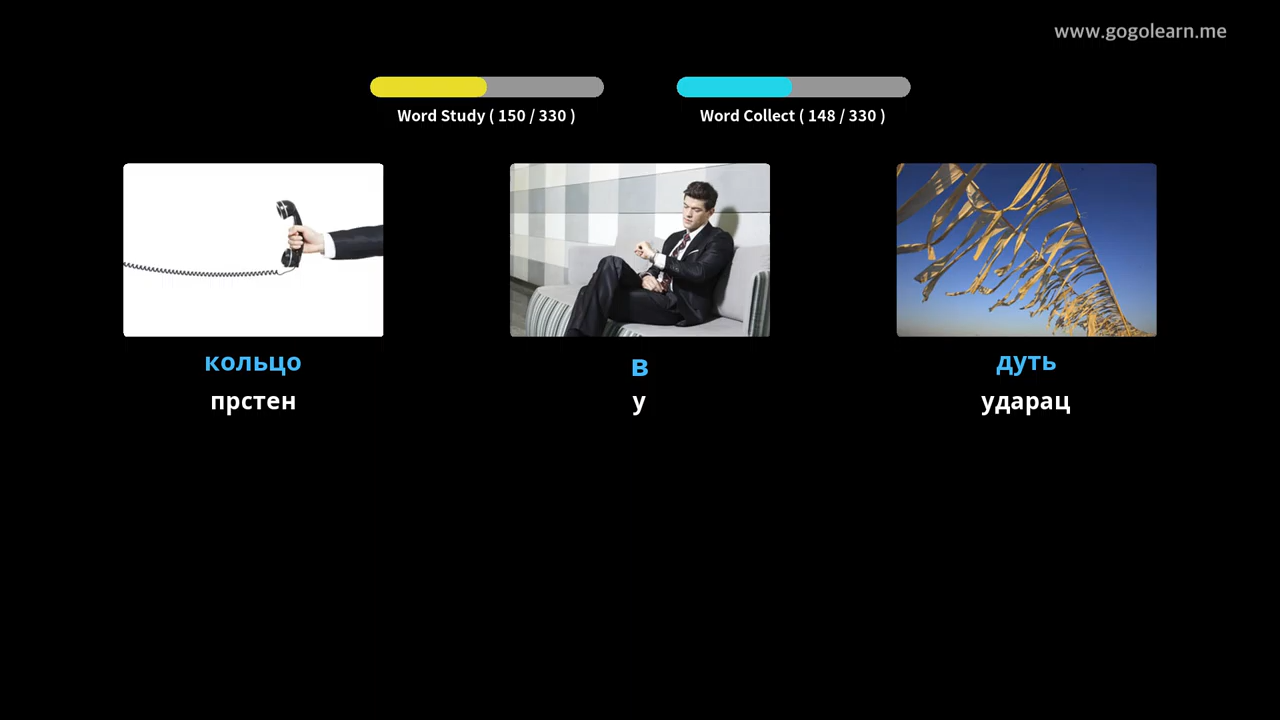 www.gogolearn.me
Word Study ( 150 / 330 )
Word Collect ( 148 / 330 )
кольцо
прстен
в
у
дуть
ударац